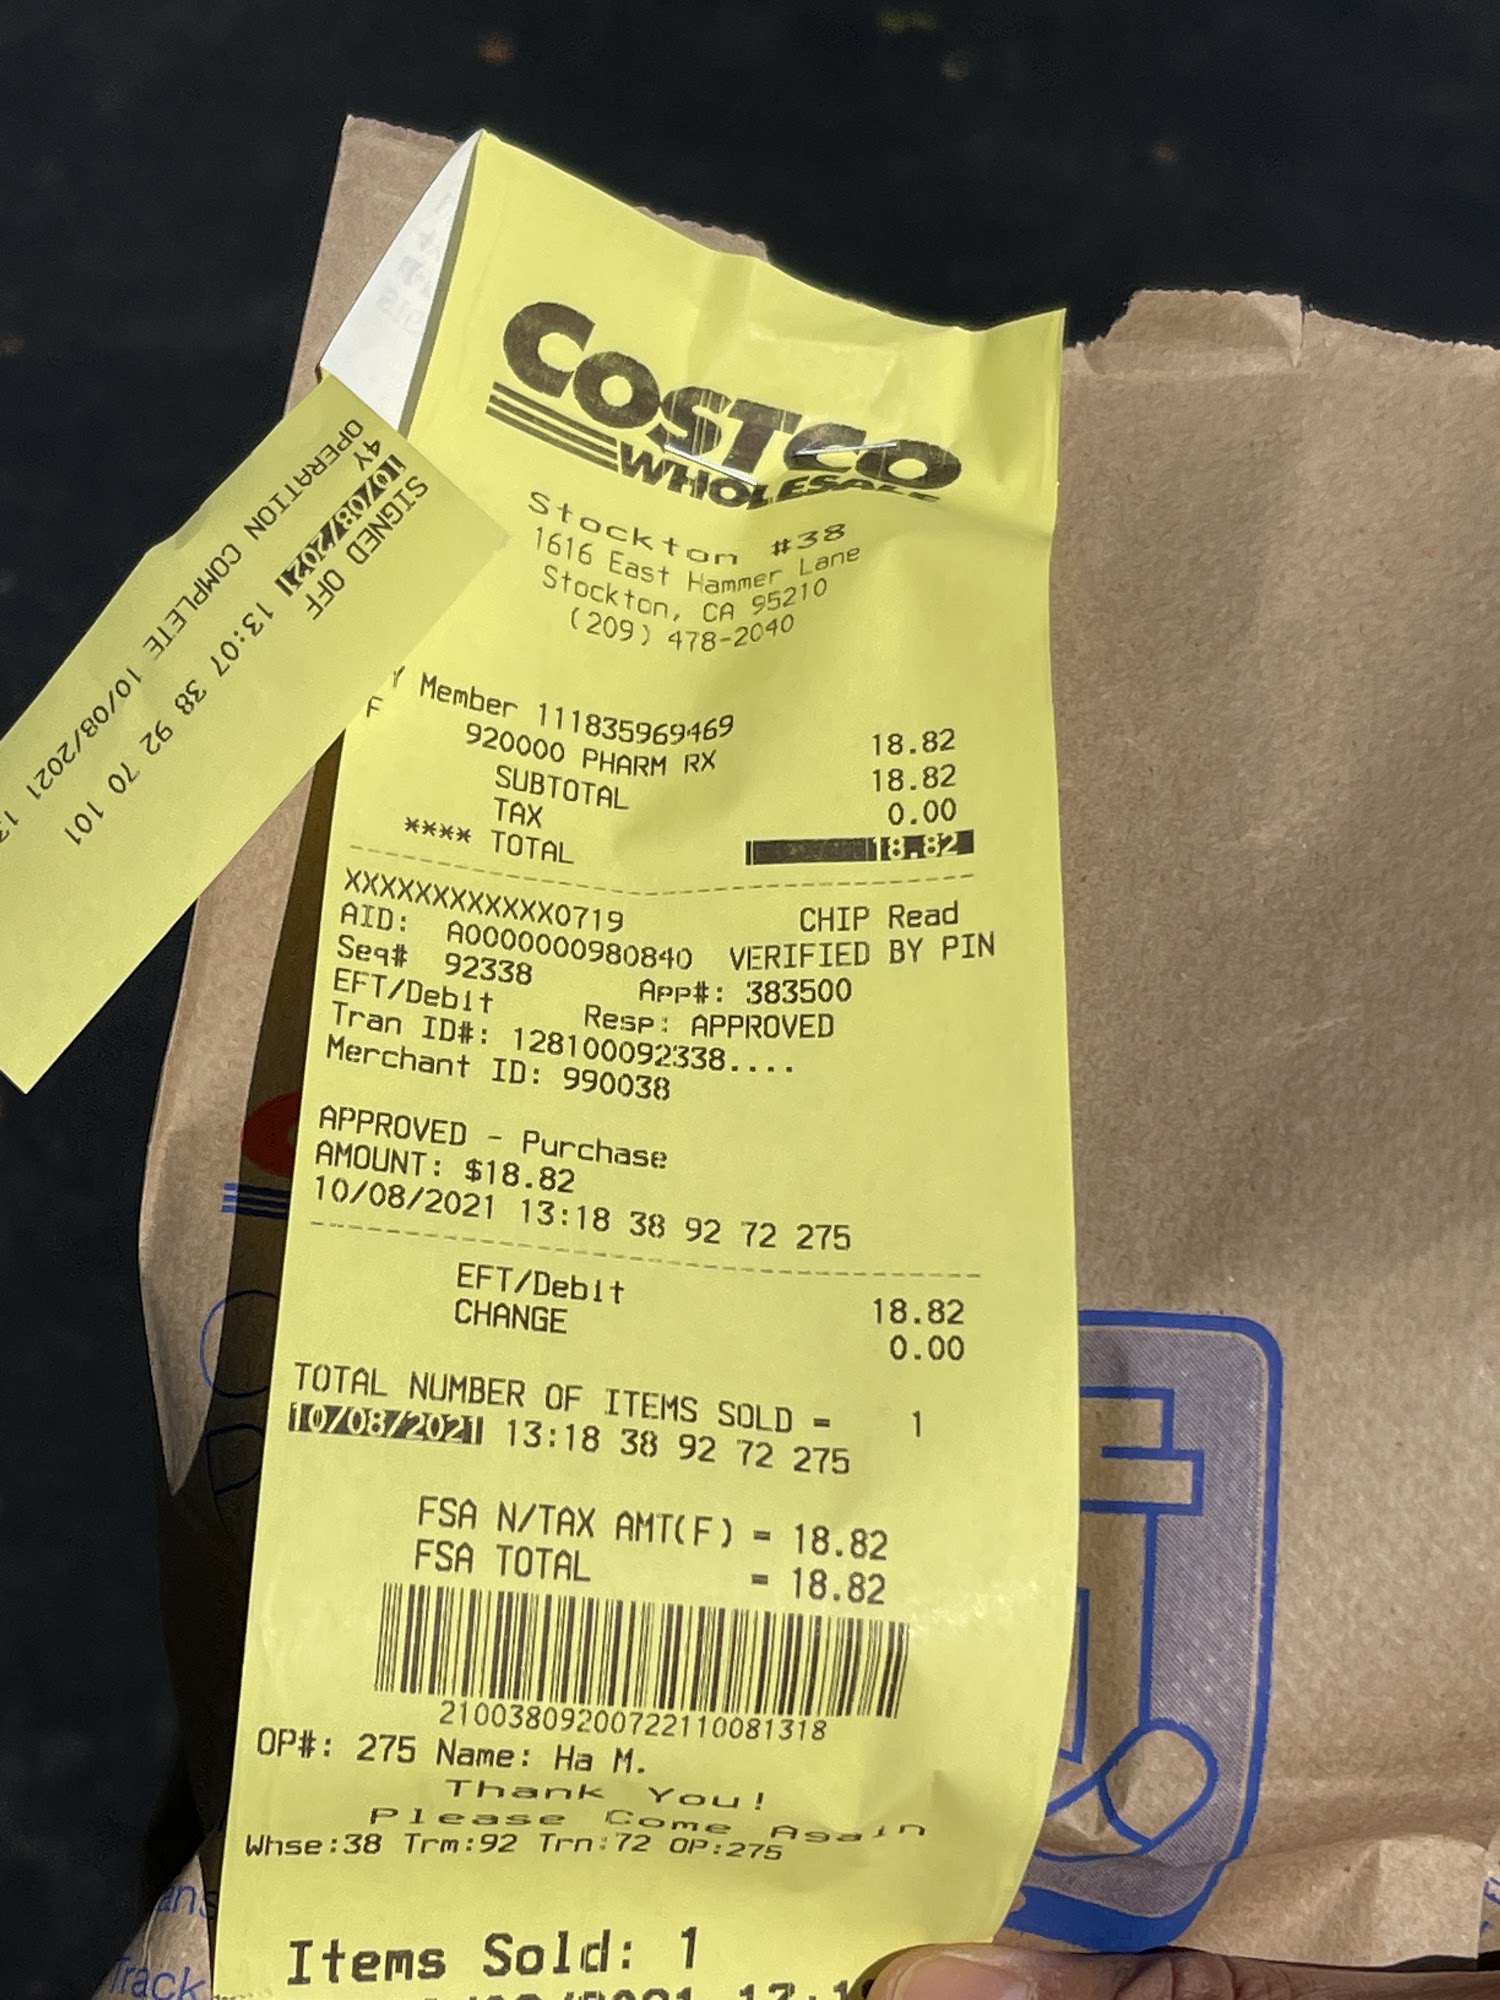 COSTCO
WHOLESALE
Stockton #38
1616 East Hammer Lane
Stockton, CA 95210
(209) 478-2040
Y Member 111835969469
F 920000 PHARM RX 18.82
SUBTOTAL 18.82
TAX 0.00
**** TOTAL 18.82
XXXXXXXXXXXX0719 CHIP Read
AID: A0000000980840 VERIFIED BY PIN
Seq# 92338 App#: 383500
EFT/Debit Resp: APPROVED
Tran ID#: 128100092338....
Merchant ID: 990038
APPROVED - Purchase
AMOUNT: $18.82
10/08/2021 13:18 38 92 72 275
EFT/Debit 18.82
CHANGE 0.00
TOTAL NUMBER OF ITEMS SOLD = 1
10/08/2021 13:18 38 92 72 275
FSA N/TAX AMT(F) = 18.82
FSA TOTAL = 18.82
21003809200722110081318
OP#: 275 Name: Ha M.
Thank You!
Please Come Again
Whse:38 Trm:92 Trn:72 OP:275
Items Sold: 1
SIGNED OFF
10/08/2021 13:07 38 92 70 101
4Y
OPERATION COMPLETE 10/08/2021
Track